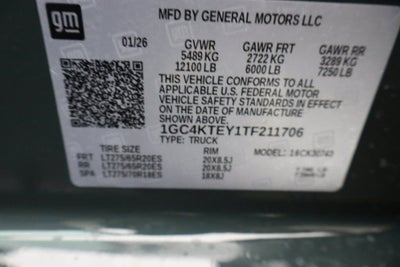 gm
MFD BY GENERAL MOTORS LLC
01/26 GVWR GAWR FRT GAWR RR
5489 KG 2722 KG 3289 KG
12100 LB 6000 LB 7250 LB
THIS VEHICLE CONFORMS TO ALL
APPLICABLE U.S. FEDERAL MOTOR
VEHICLE SAFETY STANDARDS IN EFFECT
ON THE DATE OF MANUFACTURE
SHOWN ABOVE.
1GC4KTEY1TF211706
TYPE: TRUCK MODEL:
TIRE SIZE RIM
FRT LT275/65R20ES 20X8.5J
RR LT275/65R20ES 20X8.5J
SPA LT275/70R18ES 18X8J